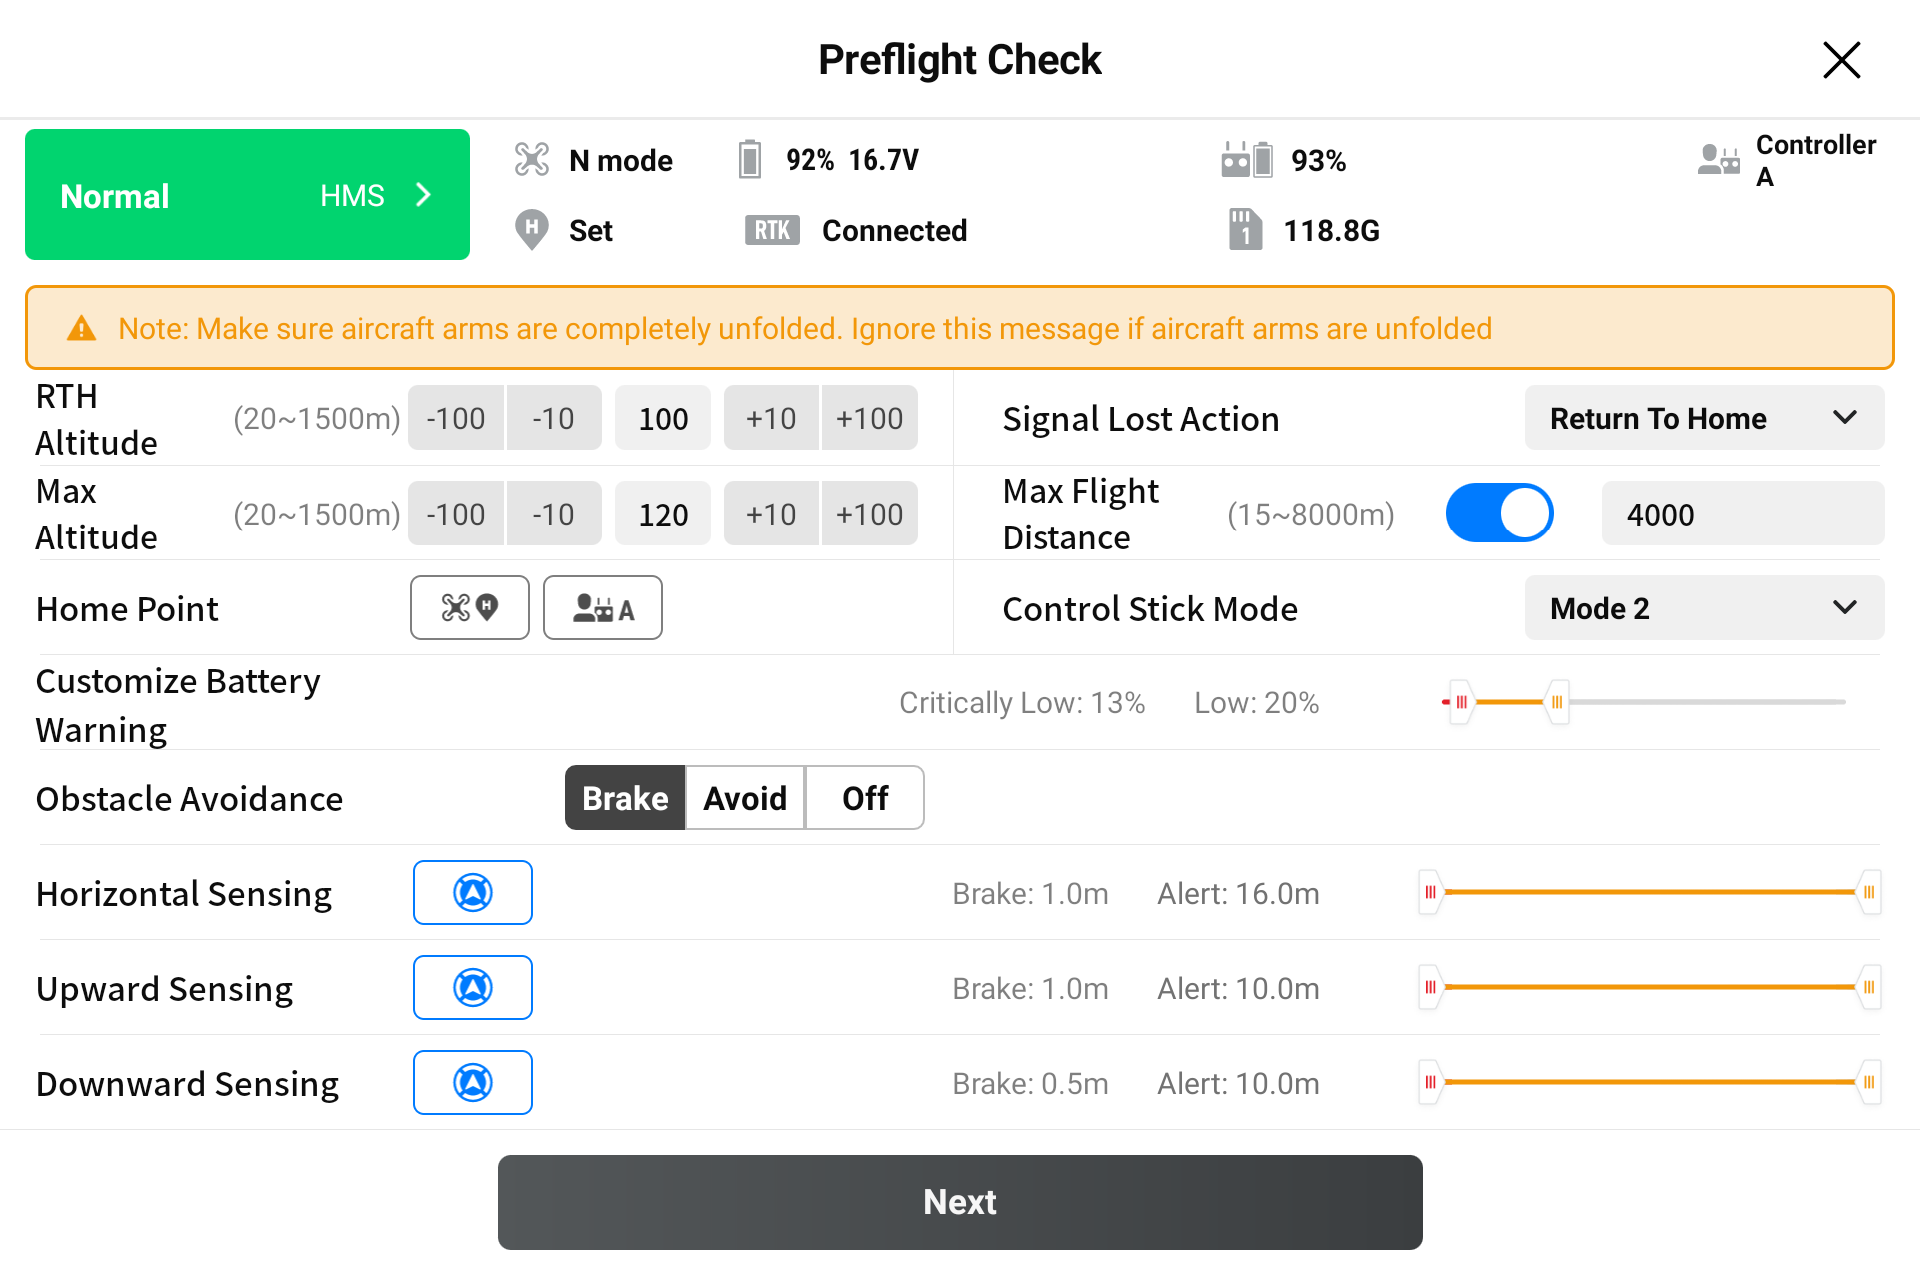 Preflight Check
Normal HMS
N mode 92% 16.7V 93% Controller A
H Set RTK Connected 1 118.8G
Note: Make sure aircraft arms are completely unfolded. Ignore this message if aircraft arms are unfolded
RTH Altitude (20~1500m) -100 -10 100 +10 +100 Signal Lost Action Return To Home
Max Altitude (20~1500m) -100 -10 120 +10 +100 Max Flight Distance (15~8000m) 4000
Home Point H A Control Stick Mode Mode 2
Customize Battery Warning Critically Low: 13% Low: 20%
Obstacle Avoidance Brake Avoid Off
Horizontal Sensing Brake: 1.0m Alert: 16.0m
Upward Sensing Brake: 1.0m Alert: 10.0m
Downward Sensing Brake: 0.5m Alert: 10.0m
Next